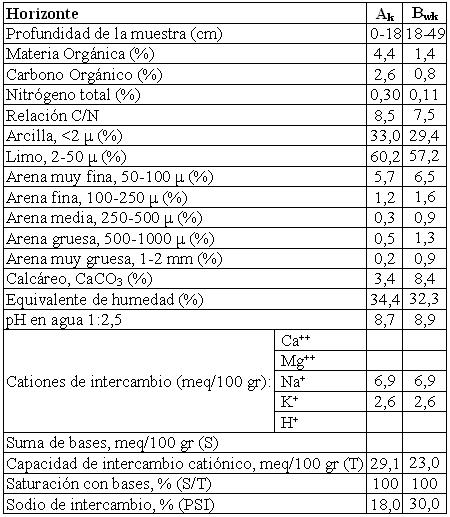 Horizonte Ak Bwk
Profundidad de la muestra (cm) 0-18 18-49
Materia Orgánica (%) 4,4 1,4
Carbono Orgánico (%) 2,6 0,8
Nitrógeno total (%) 0,30 0,11
Relación C/N 8,5 7,5
Arcilla, <2 µ (%) 33,0 29,4
Limo, 2-50 µ (%) 60,2 57,2
Arena muy fina, 50-100 µ (%) 5,7 6,5
Arena fina, 100-250 µ (%) 1,2 1,6
Arena media, 250-500 µ (%) 0,3 0,9
Arena gruesa, 500-1000 µ (%) 0,5 1,3
Arena muy gruesa, 1-2 mm (%) 0,2 0,9
Calcáreo, CaCO3 (%) 3,4 8,4
Equivalente de humedad (%) 34,4 32,3
pH en agua 1:2,5 8,7 8,9
Cationes de intercambio (meq/100 gr):
Ca++
Mg++
Na+ 6,9 6,9
K+ 2,6 2,6
H+
Suma de bases, meq/100 gr (S)
Capacidad de intercambio catiónico, meq/100 gr (T) 29,1 23,0
Saturación con bases, % (S/T) 100 100
Sodio de intercambio, % (PSI) 18,0 30,0